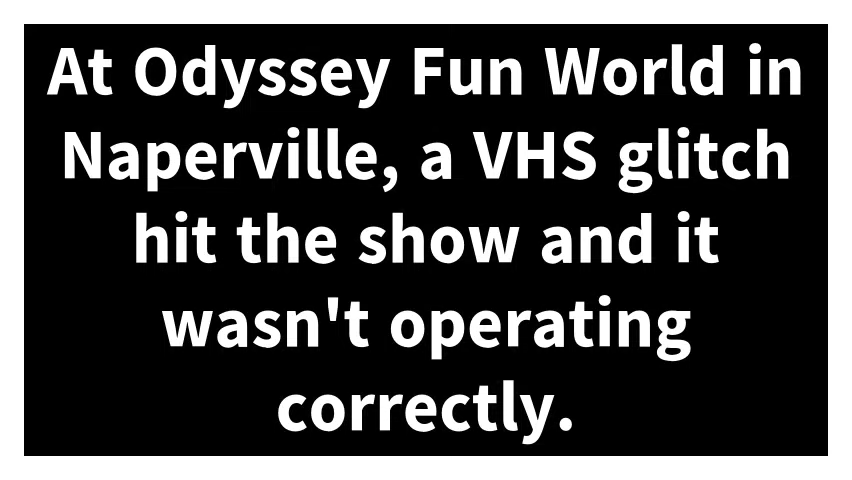 At Odyssey Fun World in
Naperville, a VHS glitch
hit the show and it
wasn't operating
correctly.